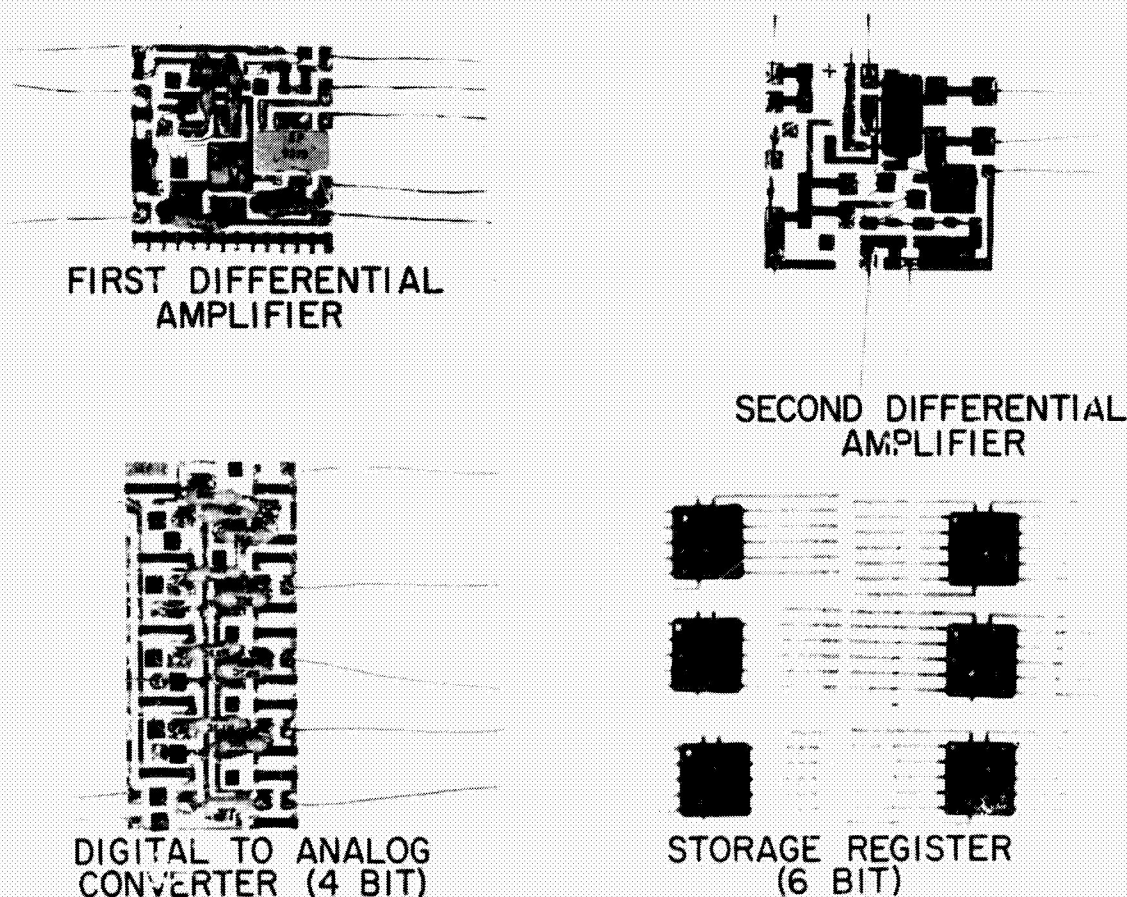 FIRST DIFFERENTIAL
AMPLIFIER
SECOND DIFFERENTIAL
AMPLIFIER
DIGITAL TO ANALOG
CONVERTER (4 BIT)
STORAGE REGISTER
(6 BIT)